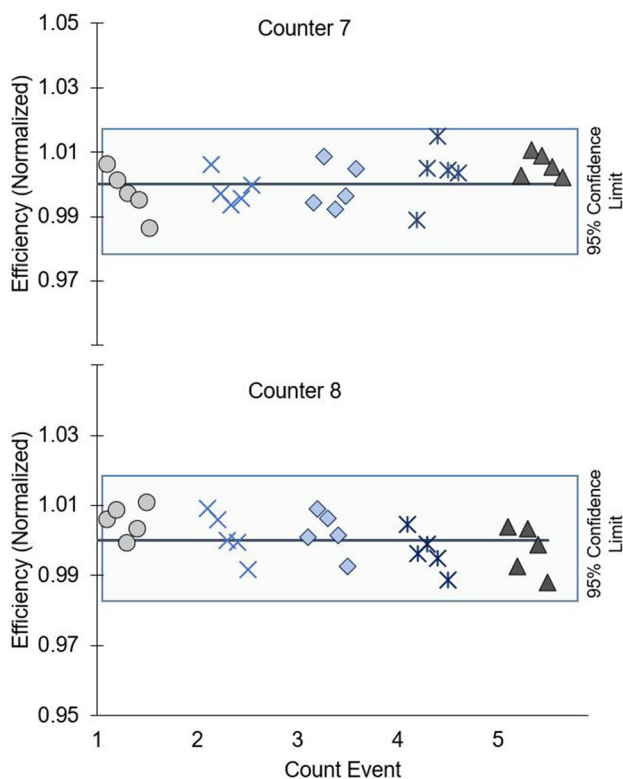 Counter 7
Efficiency (Normalized)
1.05
1.03
1.01
0.99
0.97
95% Confidence
Limit
Counter 8
Efficiency (Normalized)
1.03
1.01
0.99
0.97
0.95
95% Confidence
Limit
1 2 3 4 5
Count Event